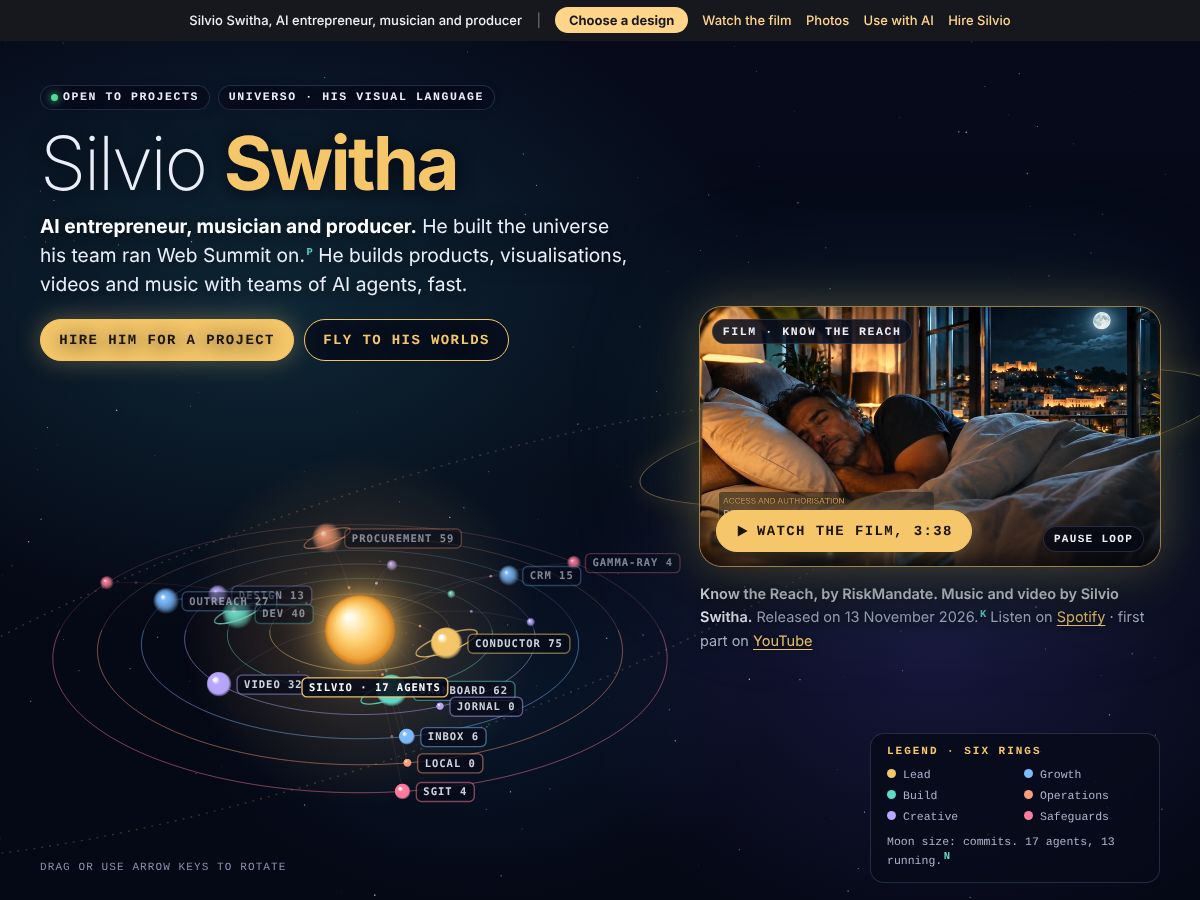 Silvio Switha, AI entrepreneur, musician and producer | Choose a design Watch the film Photos Use with AI Hire Silvio
OPEN TO PROJECTS
UNIVERSO · HIS VISUAL LANGUAGE
Silvio Switha
AI entrepreneur, musician and producer. He built the universe
his team ran Web Summit on.P He builds products, visualisations,
videos and music with teams of AI agents, fast.
HIRE HIM FOR A PROJECT
FLY TO HIS WORLDS
FILM · KNOW THE REACH
ACCESS AND AUTHORISATION
▶ WATCH THE FILM, 3:38
PAUSE LOOP
Know the Reach, by RiskMandate. Music and video by Silvio
Switha. Released on 13 November 2026.K Listen on Spotify · first
part on YouTube
PROCUREMENT 59
GAMMA-RAY 4
CRM 15
DESIGN 13
OUTREACH 27
DEV 40
CONDUCTOR 75
VIDEO 32
SILVIO · 17 AGENTS
BOARD 62
JORNAL 0
INBOX 6
LOCAL 0
SGIT 4
LEGEND · SIX RINGS
Lead
Growth
Build
Operations
Creative
Safeguards
Moon size: commits. 17 agents, 13
running.N
DRAG OR USE ARROW KEYS TO ROTATE